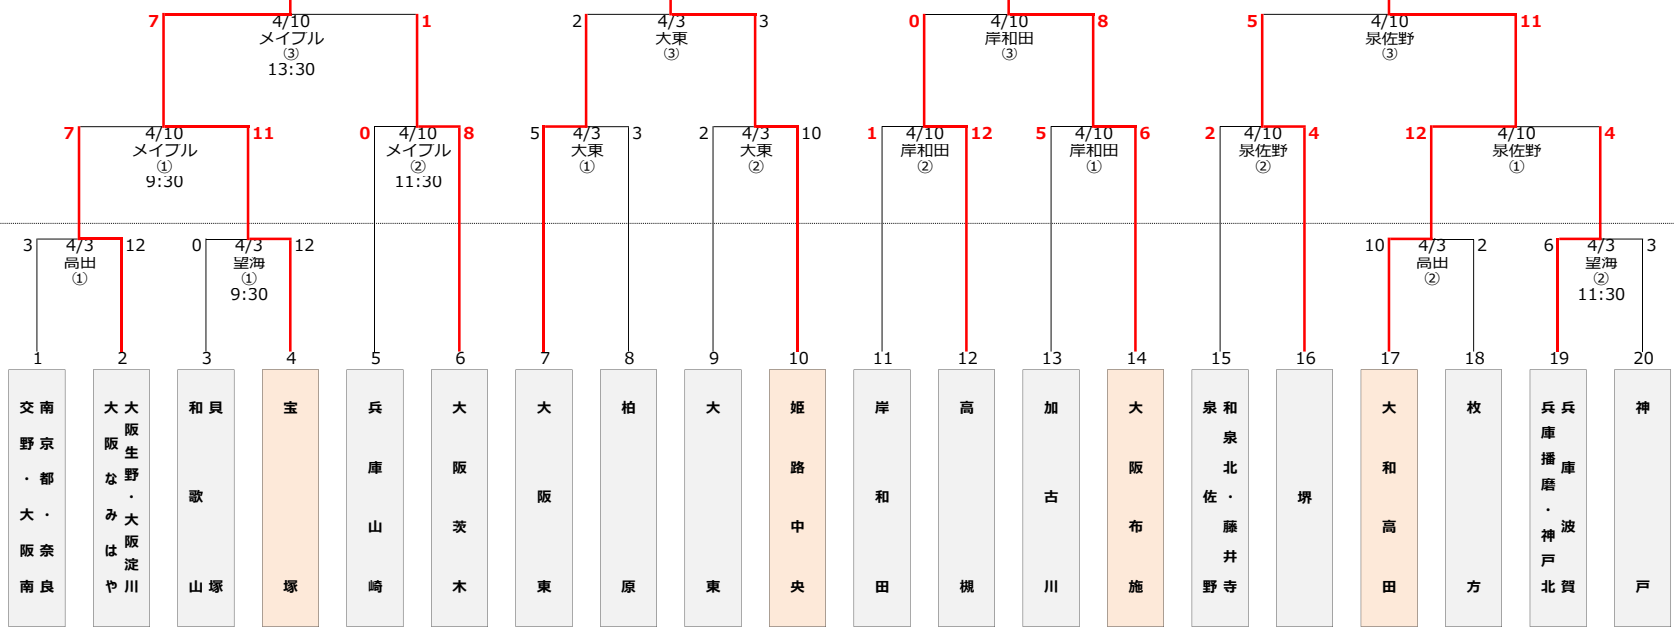 7 4/10 1 2 4/3 3 0 4/10 8 5 4/10 11
メイプル 大東 岸和田 泉佐野
③ ③ ③ ③
13:30
7 4/10 11 0 4/10 8 5 4/3 3 2 4/3 10 1 4/10 12 5 4/10 6 2 4/10 4 12 4/10 4
メイプル メイプル 大東 大東 岸和田 岸和田 泉佐野 泉佐野
① ② ① ② ② ① ② ①
9:30 11:30
3 4/3 12 0 4/3 12 10 4/3 2 6 4/3 3
高田 望海 高田 望海
① ① ② ②
9:30 11:30
1 2 3 4 5 6 7 8 9 10 11 12 13 14 15 16 17 18 19 20
南京都・奈良
交野・大阪南
大阪生野・大阪淀川
大阪なみはや
貝塚
和歌山
宝塚
兵庫山崎
大阪茨木
大阪東
柏原
大東
姫路中央
岸和田
高槻
加古川
大阪布施
和泉北・藤井寺
泉佐野
堺
大和高田
枚方
兵庫波賀
兵庫播磨・神戸北
神戸